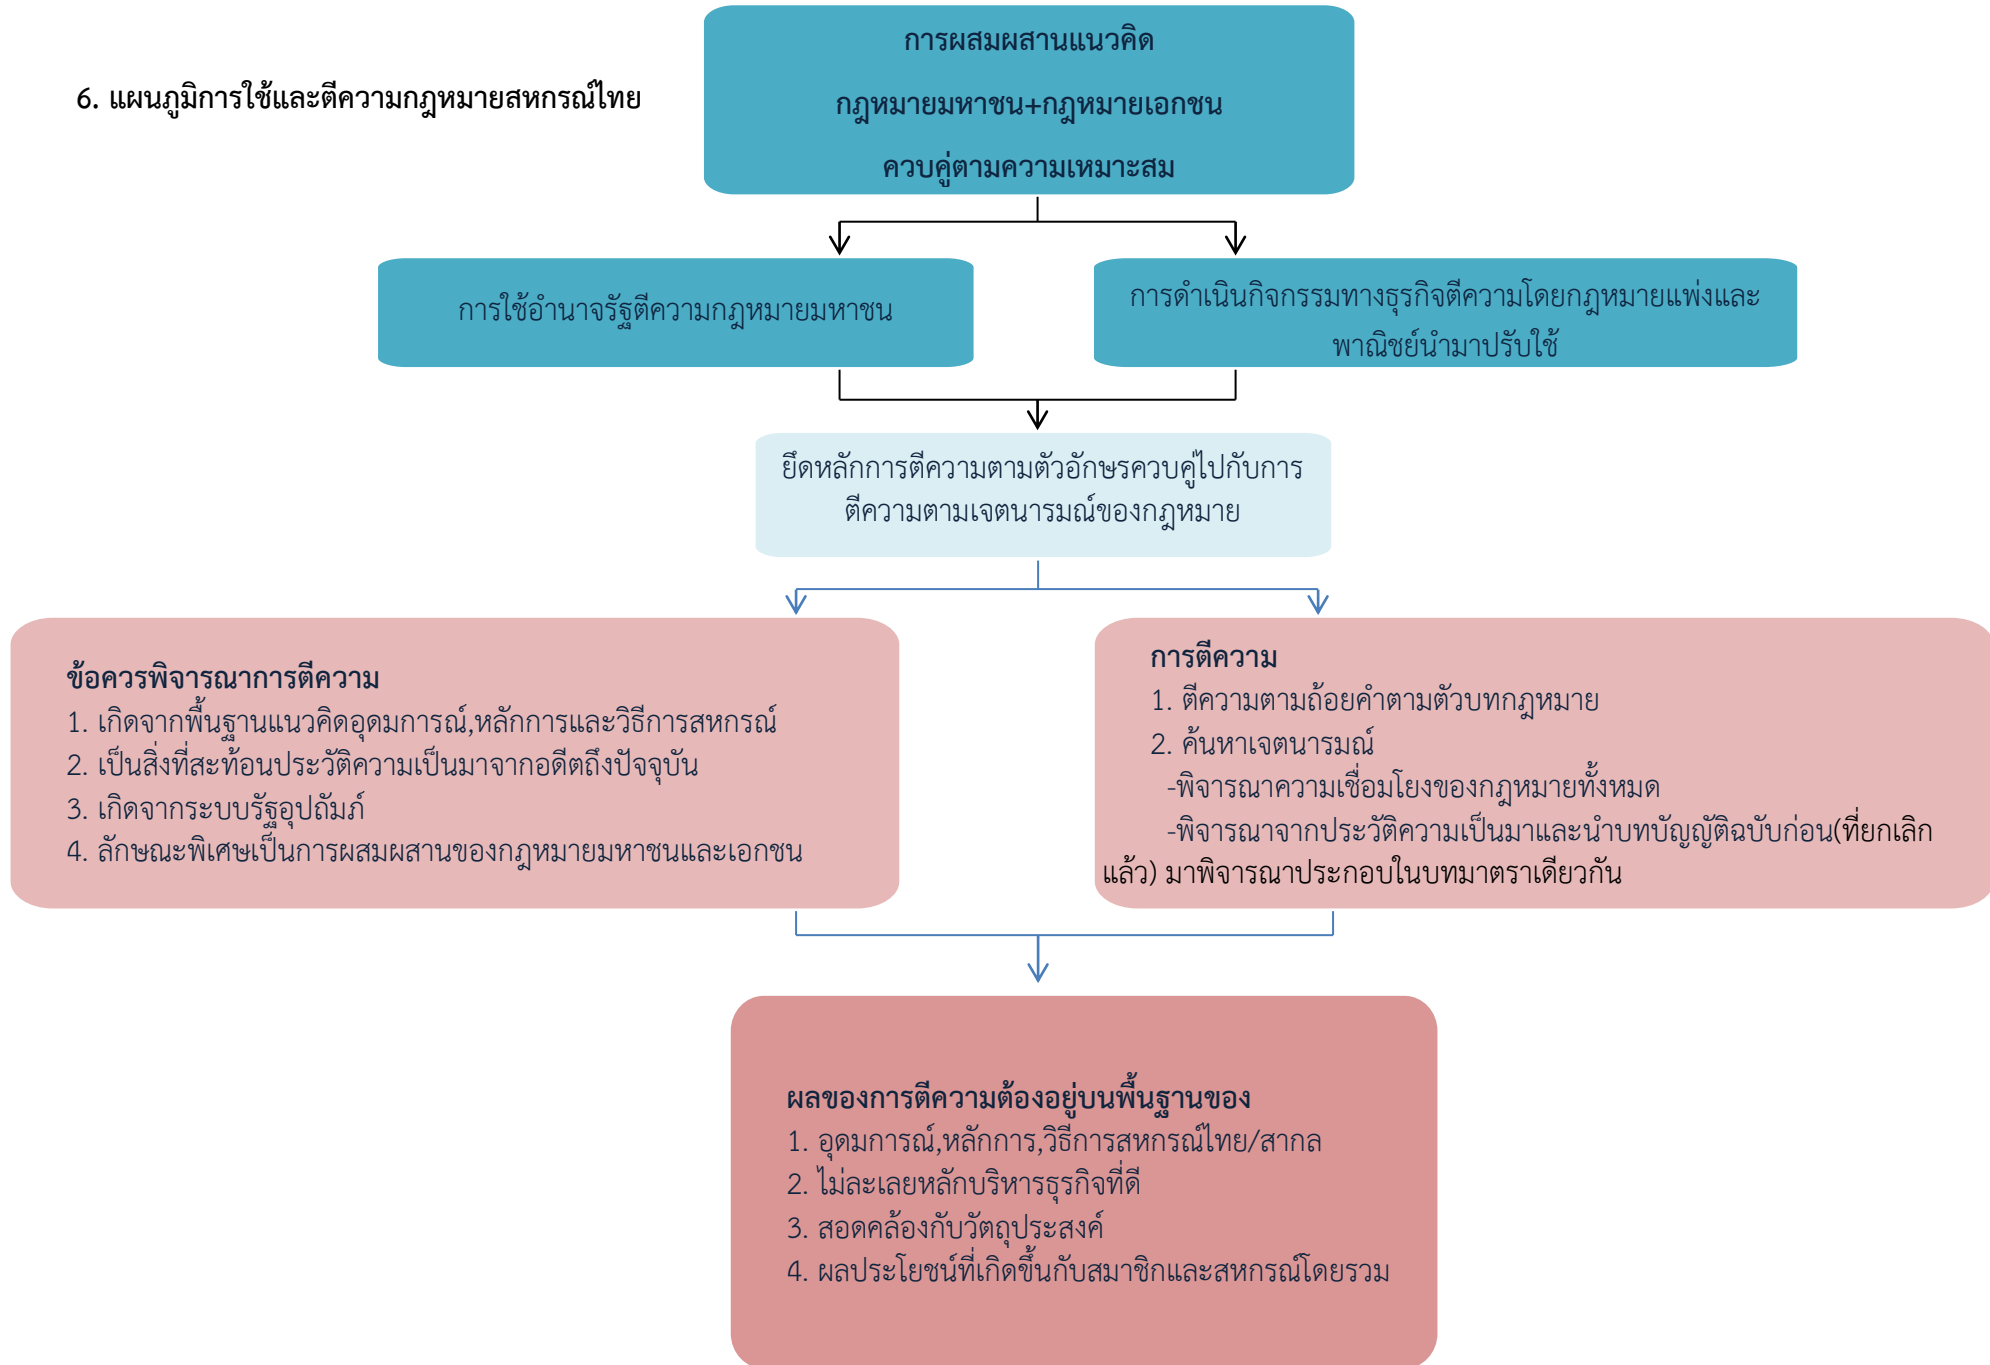 6. แผนภูมิการใช้และตีความกฎหมายสหกรณ์ไทย
การผสมผสานแนวคิด
กฎหมายมหาชน+กฎหมายเอกชน
ควบคู่ตามความเหมาะสม
การใช้อำนาจรัฐตีความกฎหมายมหาชน
การดำเนินกิจกรรมทางธุรกิจตีความโดยกฎหมายแพ่งและ
พาณิชย์นำมาปรับใช้
ยึดหลักการตีความตามตัวอักษรควบคู่ไปกับการ
ตีความตามเจตนารมณ์ของกฎหมาย
ข้อควรพิจารณาการตีความ
1. เกิดจากพื้นฐานแนวคิดอุดมการณ์,หลักการและวิธีการสหกรณ์
2. เป็นสิ่งที่สะท้อนประวัติความเป็นมาจากอดีตถึงปัจจุบัน
3. เกิดจากระบบรัฐอุปถัมภ์
4. ลักษณะพิเศษเป็นการผสมผสานของกฎหมายมหาชนและเอกชน
การตีความ
1. ตีความตามถ้อยคำตามตัวบทกฎหมาย
2. ค้นหาเจตนารมณ์
-พิจารณาความเชื่อมโยงของกฎหมายทั้งหมด
-พิจารณาจากประวัติความเป็นมาและนำบทบัญญัติฉบับก่อน(ที่ยกเลิก
แล้ว) มาพิจารณาประกอบในบทมาตราเดียวกัน
ผลของการตีความต้องอยู่บนพื้นฐานของ
1. อุดมการณ์,หลักการ,วิธีการสหกรณ์ไทย/สากล
2. ไม่ละเลยหลักบริหารธุรกิจที่ดี
3. สอดคล้องกับวัตถุประสงค์
4. ผลประโยชน์ที่เกิดขึ้นกับสมาชิกและสหกรณ์โดยรวม